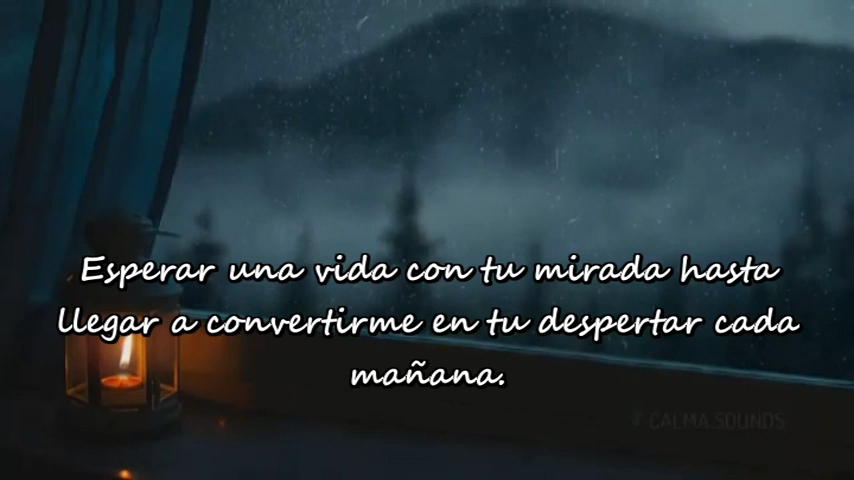 Esperar una vida con tu mirada hasta
llegar a convertirme en tu despertar cada
mañana.
CALMA.SOUNDS